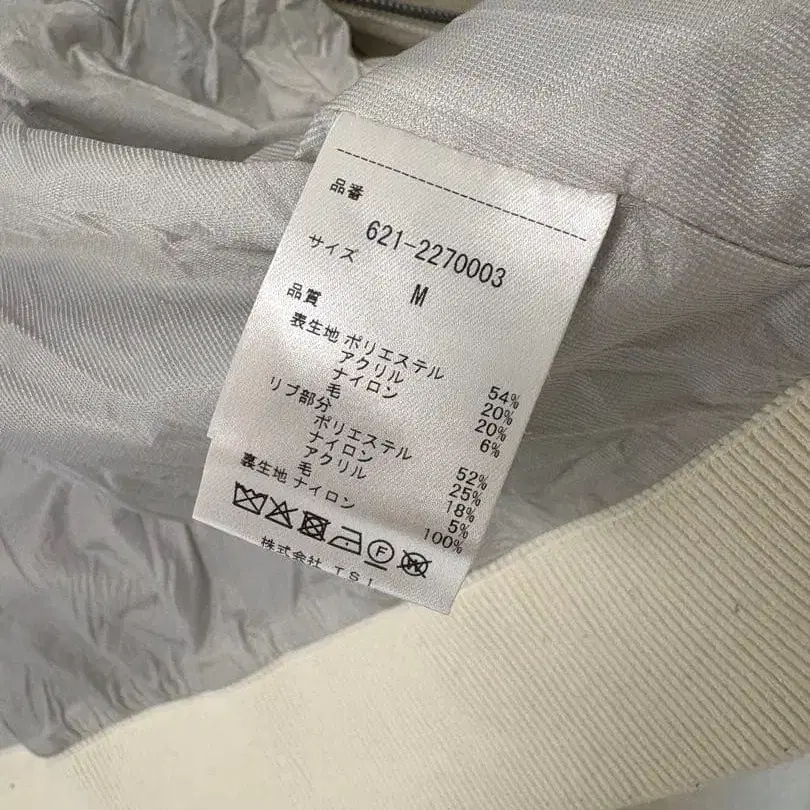 品番
621-2270003
サイズ
M
品質
表生地 ポリエステル 54%
アクリル 20%
ナイロン 20%
毛 6%
リブ部分
ポリエステル 52%
ナイロン 25%
アクリル 18%
毛 5%
裏生地 ナイロン 100%
F
W
株式会社 TSI